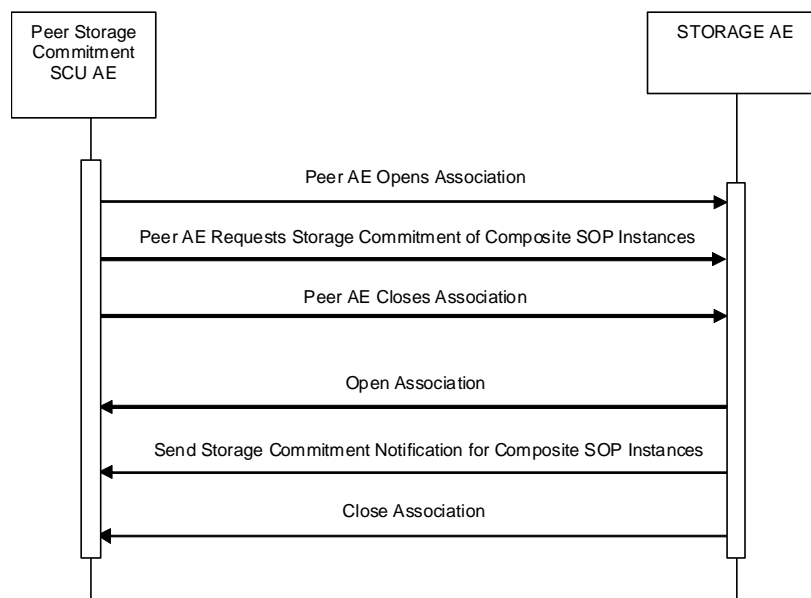 Peer Storage
Commitment
SCU AE
STORAGE AE
Peer AE Opens Association
Peer AE Requests Storage Commitment of Composite SOP Instances
Peer AE Closes Association
Open Association
Send Storage Commitment Notification for Composite SOP Instances
Close Association